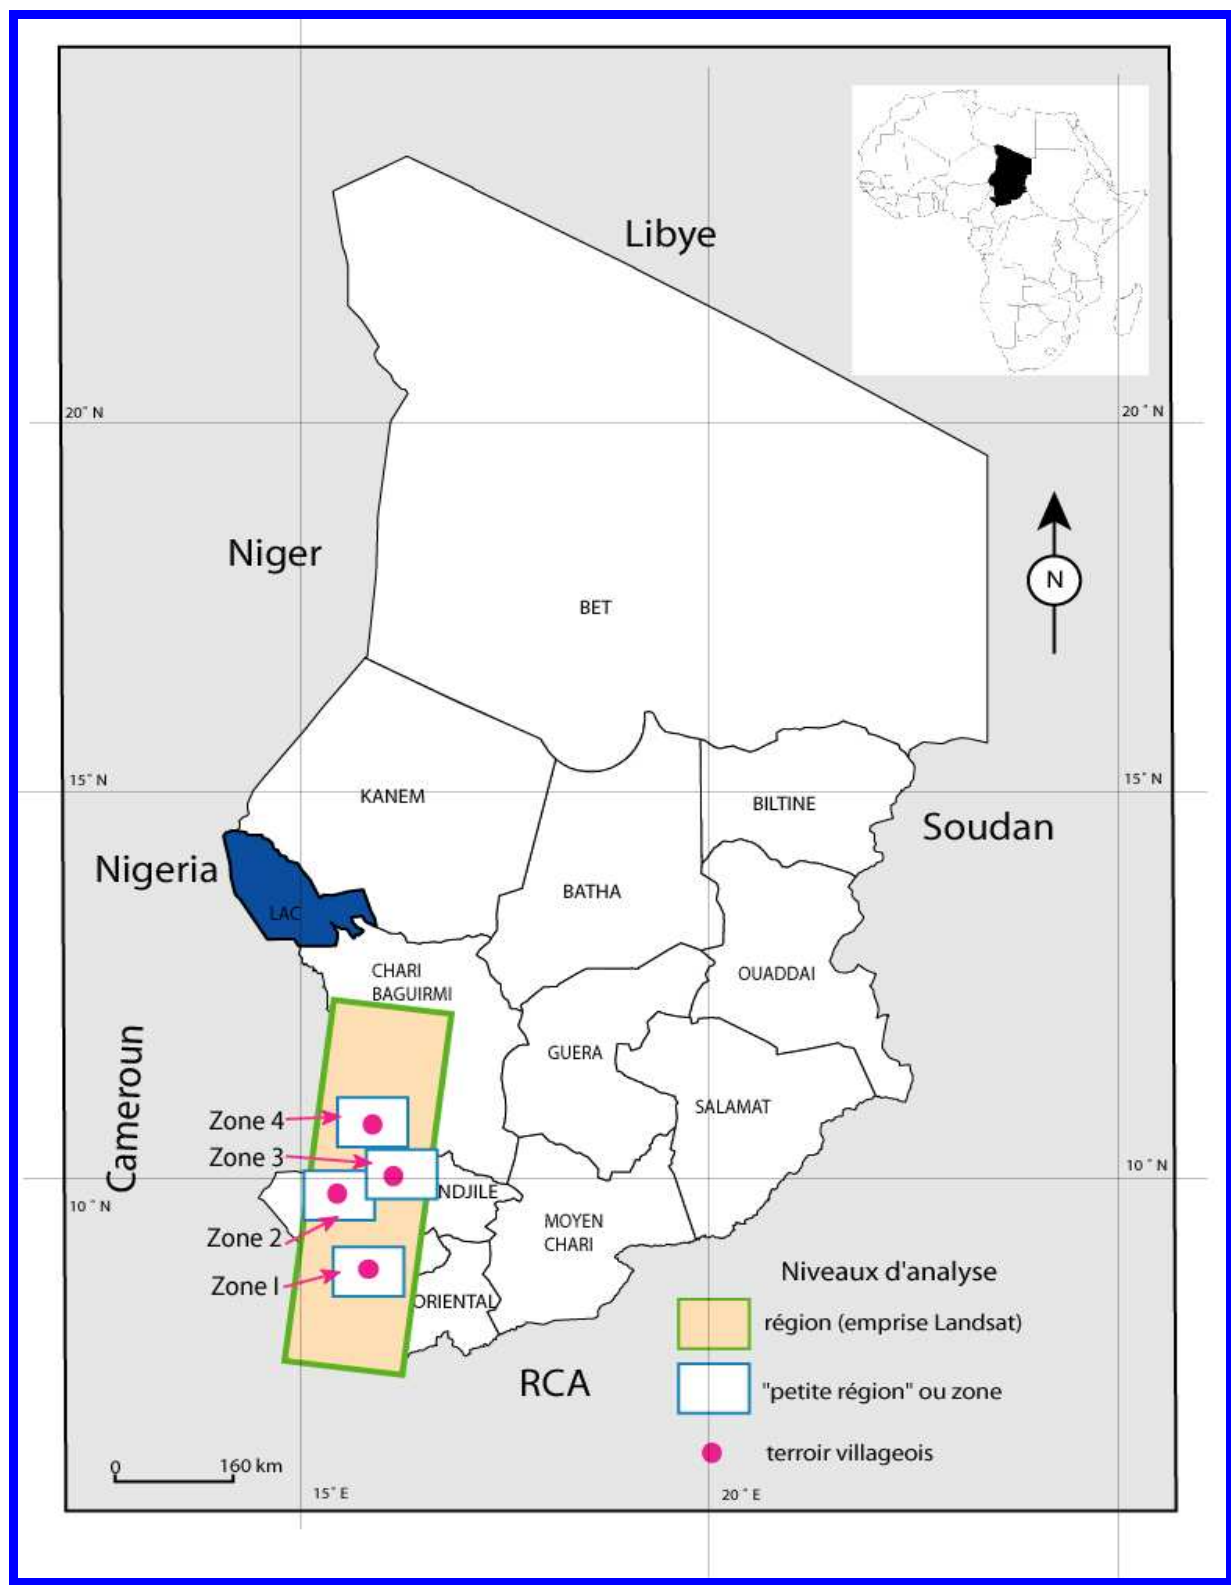 Libye
20° N
20° N
Niger
N
BET
15° N
15° N
KANEM
BILTINE
Soudan
Nigeria
BATHA
LAC
OUADDAI
CHARI
BAGUIRMI
Cameroun
GUERA
SALAMAT
Zone 4
Zone 3
10° N
NDJILE
10° N
MOYEN
CHARI
Zone 2
Niveaux d'analyse
Zone I
ORIENTAL
région (emprise Landsat)
RCA
"petite région" ou zone
terroir villageois
0
160 km
15° E
20° E